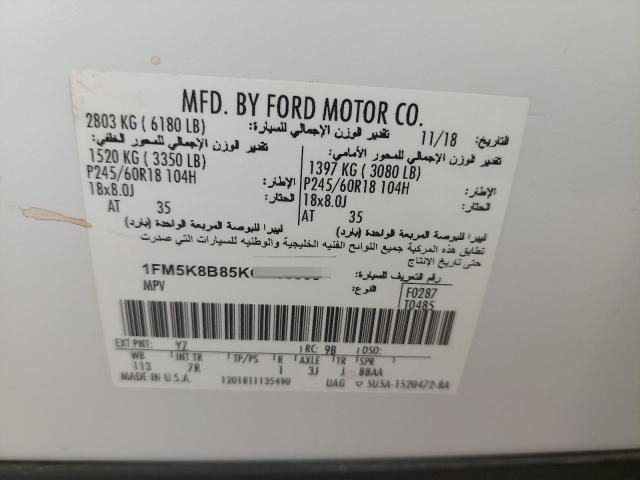 MFD. BY FORD MOTOR CO.
التاريخ: 11/18 تقدير الوزن الإجمالي للسيارة: 2803 KG ( 6180 LB)
تقدير الوزن الإجمالي للمحور الأمامي: تقدير الوزن الإجمالي للمحور الخلفي:
1397 KG ( 3080 LB) 1520 KG ( 3350 LB)
الإطار: P245/60R18 104H الإطار: P245/60R18 104H
الحتار: 18x8.0J الحتار: 18x8.0J
AT 35 AT 35
ليبرا للبوصة المربعة الواحدة (بارد) ليبرا للبوصة المربعة الواحدة (بارد)
تطابق هذه المركبة جميع اللوائح الفنيه الخليجية والوطنيه للسيارات التي صدرت
حتى تاريخ الإنتاج
رقم التعريف للسيارة: 1FM5K8B85K
النوع: MPV
F0287
T0485
EXT PNT: YZ RC: 9B DSO:
WB INT TR TP/PS R AXLE TR SPR
113 7R 1 3J J BBAA
MADE IN U.S.A. 1201811135490 UAG ▽ 5U5A-1520472-BA